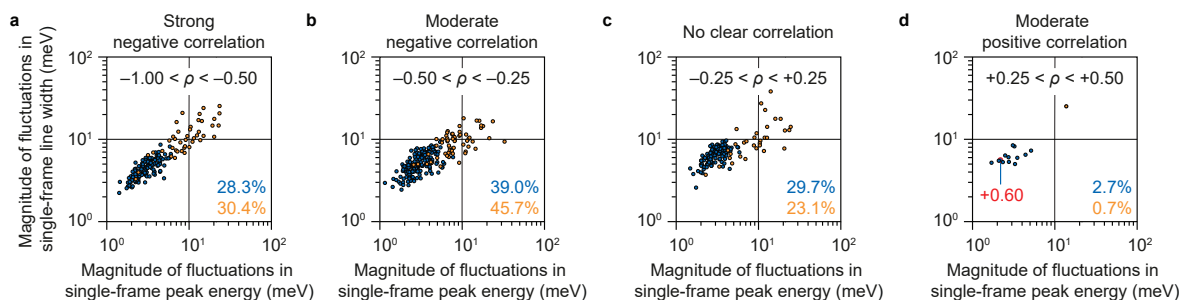 a
Strong
negative correlation
b
Moderate
negative correlation
c
No clear correlation
d
Moderate
positive correlation
Magnitude of fluctuations in
single-frame line width (meV)
10²
10¹
10⁰
–1.00 < ρ < –0.50
28.3%
30.4%
10⁰ 10¹ 10²
Magnitude of fluctuations in
single-frame peak energy (meV)
10²
10¹
10⁰
–0.50 < ρ < –0.25
39.0%
45.7%
10⁰ 10¹ 10²
Magnitude of fluctuations in
single-frame peak energy (meV)
10²
10¹
10⁰
–0.25 < ρ < +0.25
29.7%
23.1%
10⁰ 10¹ 10²
Magnitude of fluctuations in
single-frame peak energy (meV)
10²
10¹
10⁰
+0.25 < ρ < +0.50
+0.60
2.7%
0.7%
10⁰ 10¹ 10²
Magnitude of fluctuations in
single-frame peak energy (meV)